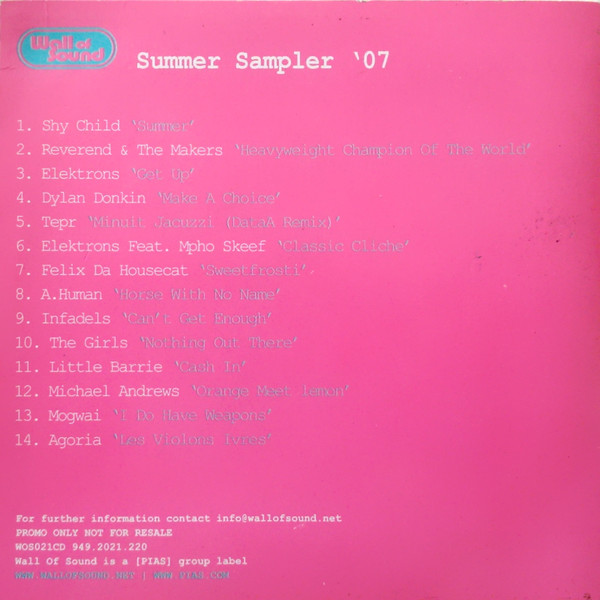 Wall of
Sound
Summer Sampler '07
1. Shy Child 'Summer'
2. Reverend & The Makers 'Heavyweight Champion Of The World'
3. Elektrons 'Get Up'
4. Dylan Donkin 'Make A Choice'
5. Tepr 'Minuit Jacuzzi (DataA Remix)'
6. Elektrons Feat. Mpho Skeef 'Classic Cliche'
7. Felix Da Housecat 'Sweetfrosti'
8. A.Human 'Horse With No Name'
9. Infadels 'Can't Get Enough'
10. The Girls 'Nothing Out There'
11. Little Barrie 'Cash In'
12. Michael Andrews 'Orange Meet lemon'
13. Mogwai 'I Do Have Weapons'
14. Agoria 'Les Violons Ivres'
For further information contact info@wallofsound.net
PROMO ONLY NOT FOR RESALE
WOS021CD 949.2021.220
Wall Of Sound is a [PIAS] group label
WWW.WALLOFSOUND.NET | WWW.PIAS.COM